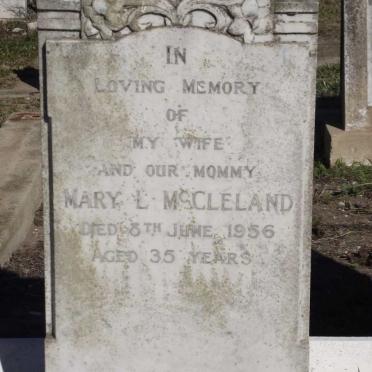 IN
LOVING MEMORY
OF
MY WIFE
AND OUR MOMMY
MARY L McCLELAND
DIED 8TH JUNE 1956
AGED 35 YEARS